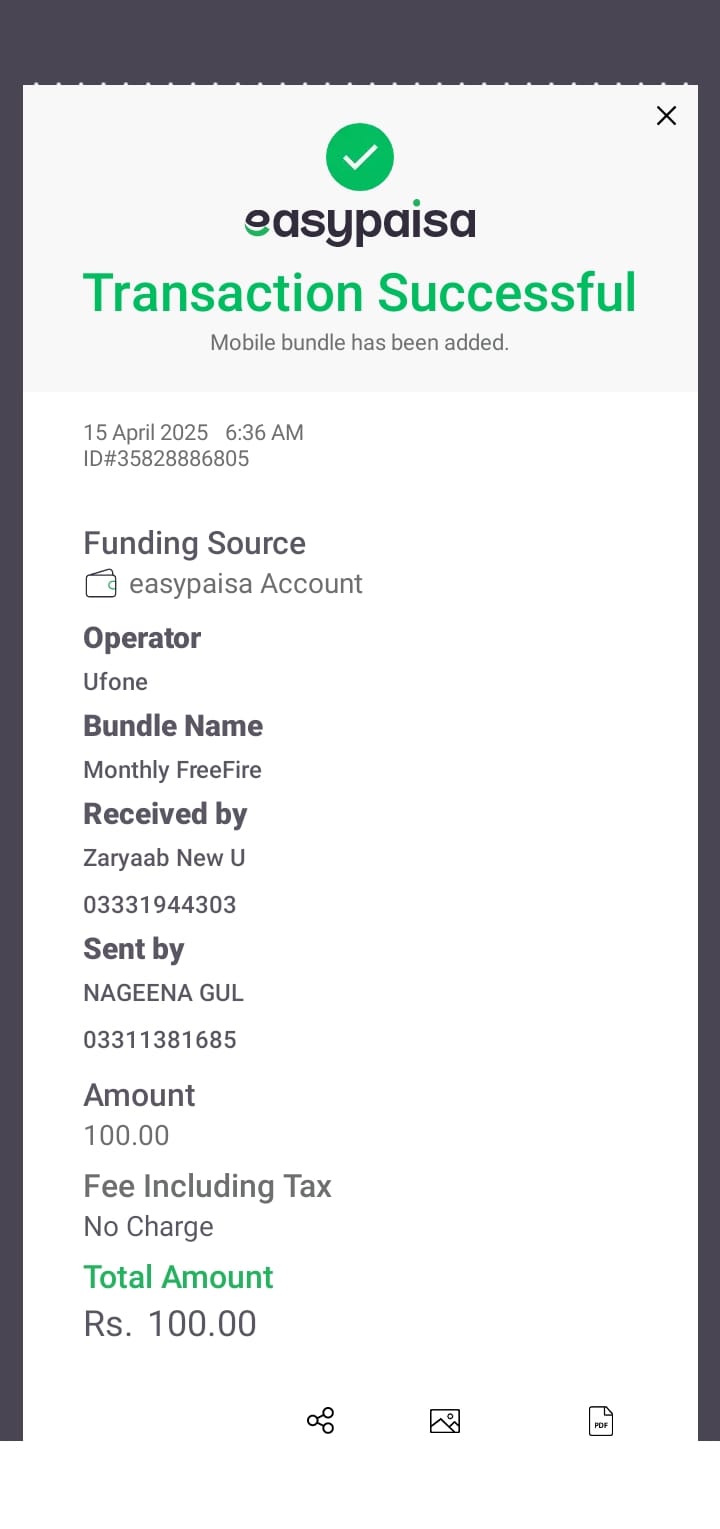 easypaisa
Transaction Successful
Mobile bundle has been added.
15 April 2025 6:36 AM
ID#35828886805
Funding Source
easypaisa Account
Operator
Ufone
Bundle Name
Monthly FreeFire
Received by
Zaryaab New U
03331944303
Sent by
NAGEENA GUL
03311381685
Amount
100.00
Fee Including Tax
No Charge
Total Amount
Rs. 100.00
PDF